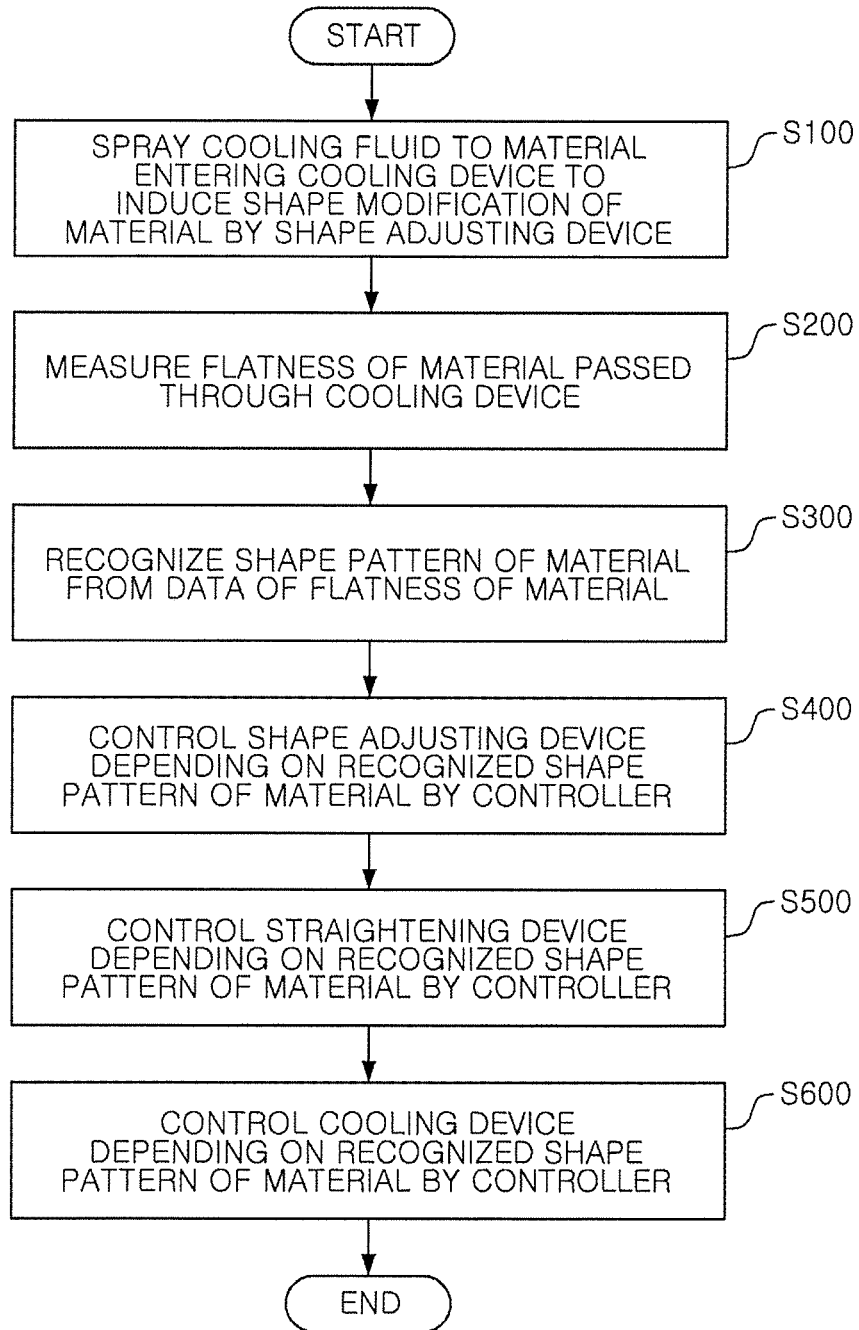 START
SPRAY COOLING FLUID TO MATERIAL
ENTERING COOLING DEVICE TO
INDUCE SHAPE MODIFICATION OF
MATERIAL BY SHAPE ADJUSTING DEVICE
S100
MEASURE FLATNESS OF MATERIAL PASSED
THROUGH COOLING DEVICE
S200
RECOGNIZE SHAPE PATTERN OF MATERIAL
FROM DATA OF FLATNESS OF MATERIAL
S300
CONTROL SHAPE ADJUSTING DEVICE
DEPENDING ON RECOGNIZED SHAPE
PATTERN OF MATERIAL BY CONTROLLER
S400
CONTROL STRAIGHTENING DEVICE
DEPENDING ON RECOGNIZED SHAPE
PATTERN OF MATERIAL BY CONTROLLER
S500
CONTROL COOLING DEVICE
DEPENDING ON RECOGNIZED SHAPE
PATTERN OF MATERIAL BY CONTROLLER
S600
END